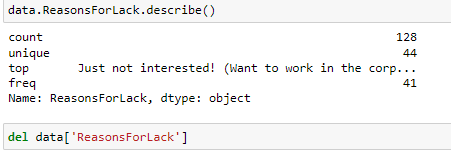 data.ReasonsForLack.describe()
count 128
unique 44
top Just not interested! (Want to work in the corp...
freq 41
Name: ReasonsForLack, dtype: object
del data['ReasonsForLack']